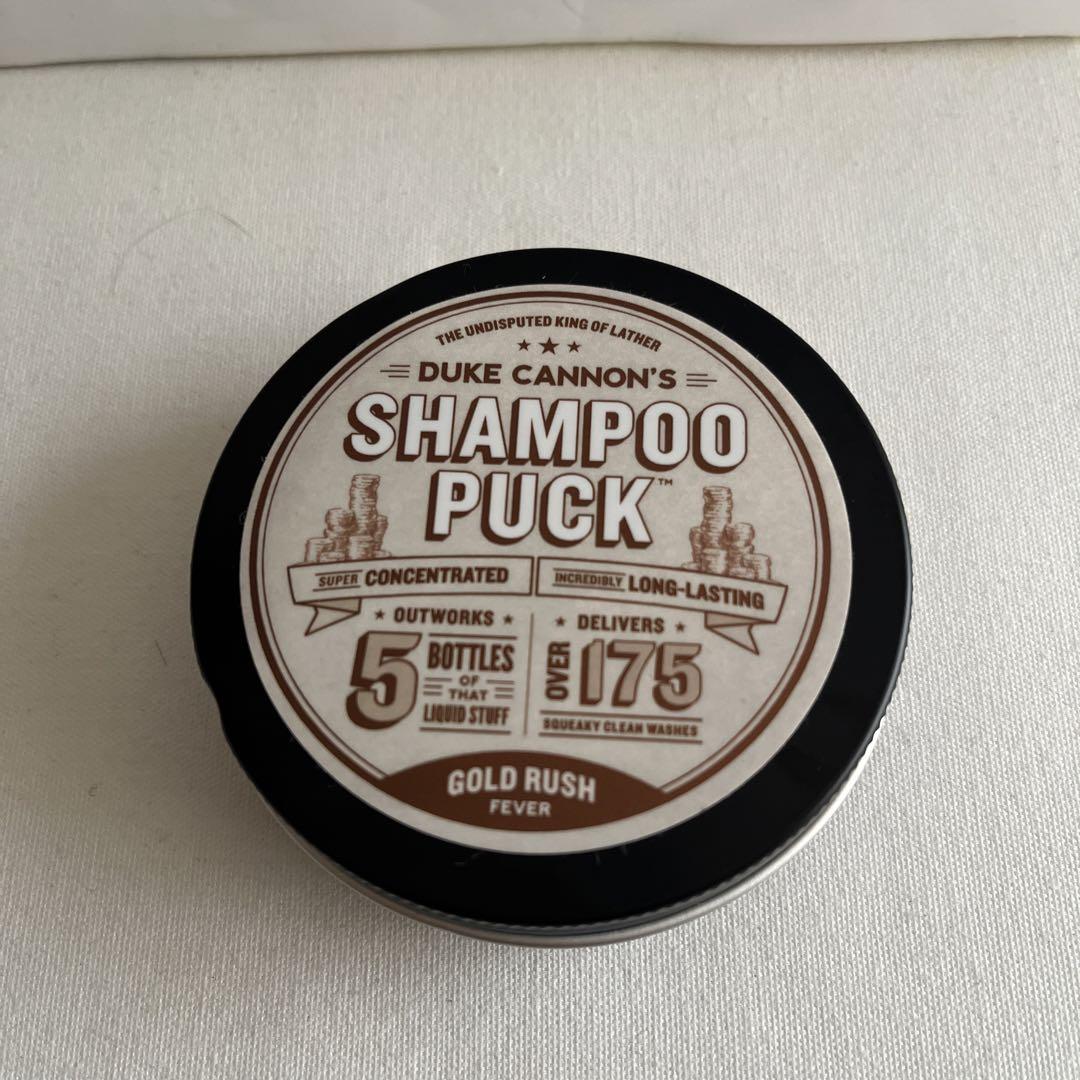 THE UNDISPUTED KING OF LATHER
DUKE CANNON'S
SHAMPOO
PUCK™
SUPER CONCENTRATED
INCREDIBLY LONG-LASTING
OUTWORKS
5 BOTTLES
OF
THAT
LIQUID STUFF
DELIVERS
OVER 175
SQUEAKY CLEAN WASHES
GOLD RUSH
FEVER